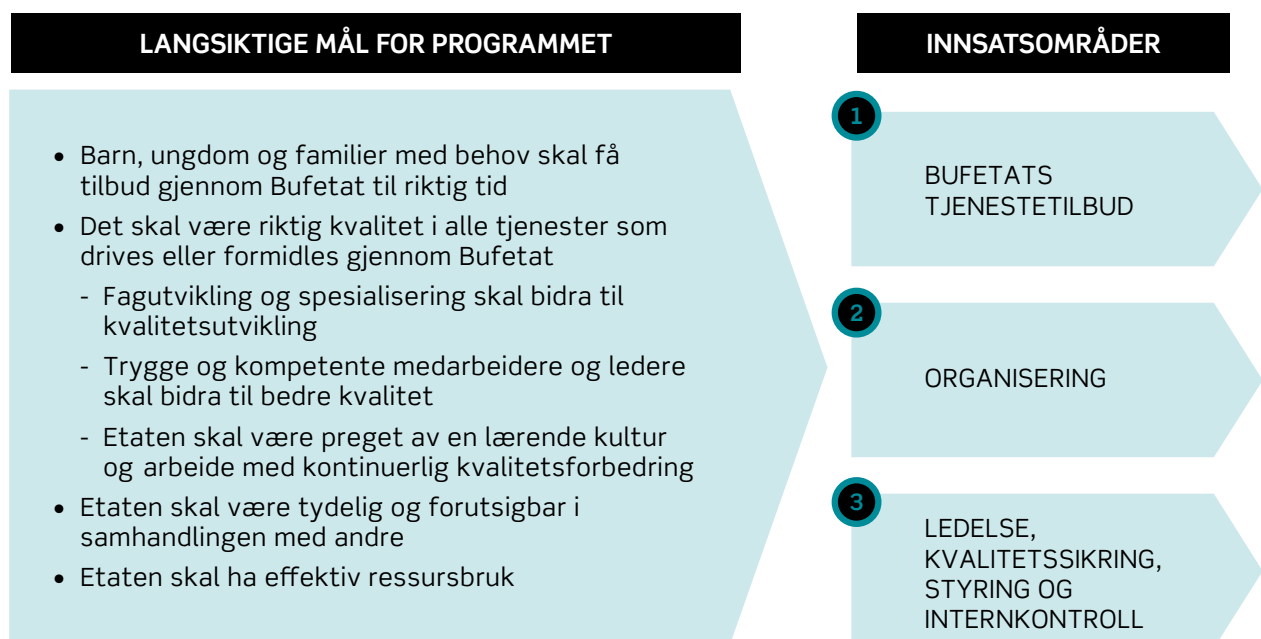 LANGSIKTIGE MÅL FOR PROGRAMMET
• Barn, ungdom og familier med behov skal få
tilbud gjennom Bufetat til riktig tid
• Det skal være riktig kvalitet i alle tjenester som
drives eller formidles gjennom Bufetat
- Fagutvikling og spesialisering skal bidra til
kvalitetsutvikling
- Trygge og kompetente medarbeidere og ledere
skal bidra til bedre kvalitet
- Etaten skal være preget av en lærende kultur
og arbeide med kontinuerlig kvalitetsforbedring
• Etaten skal være tydelig og forutsigbar i
samhandlingen med andre
• Etaten skal ha effektiv ressursbruk
INNSATSOMRÅDER
1
BUFETATS
TJENESTETILBUD
2
ORGANISERING
3
LEDELSE,
KVALITETSSIKRING,
STYRING OG
INTERNKONTROLL